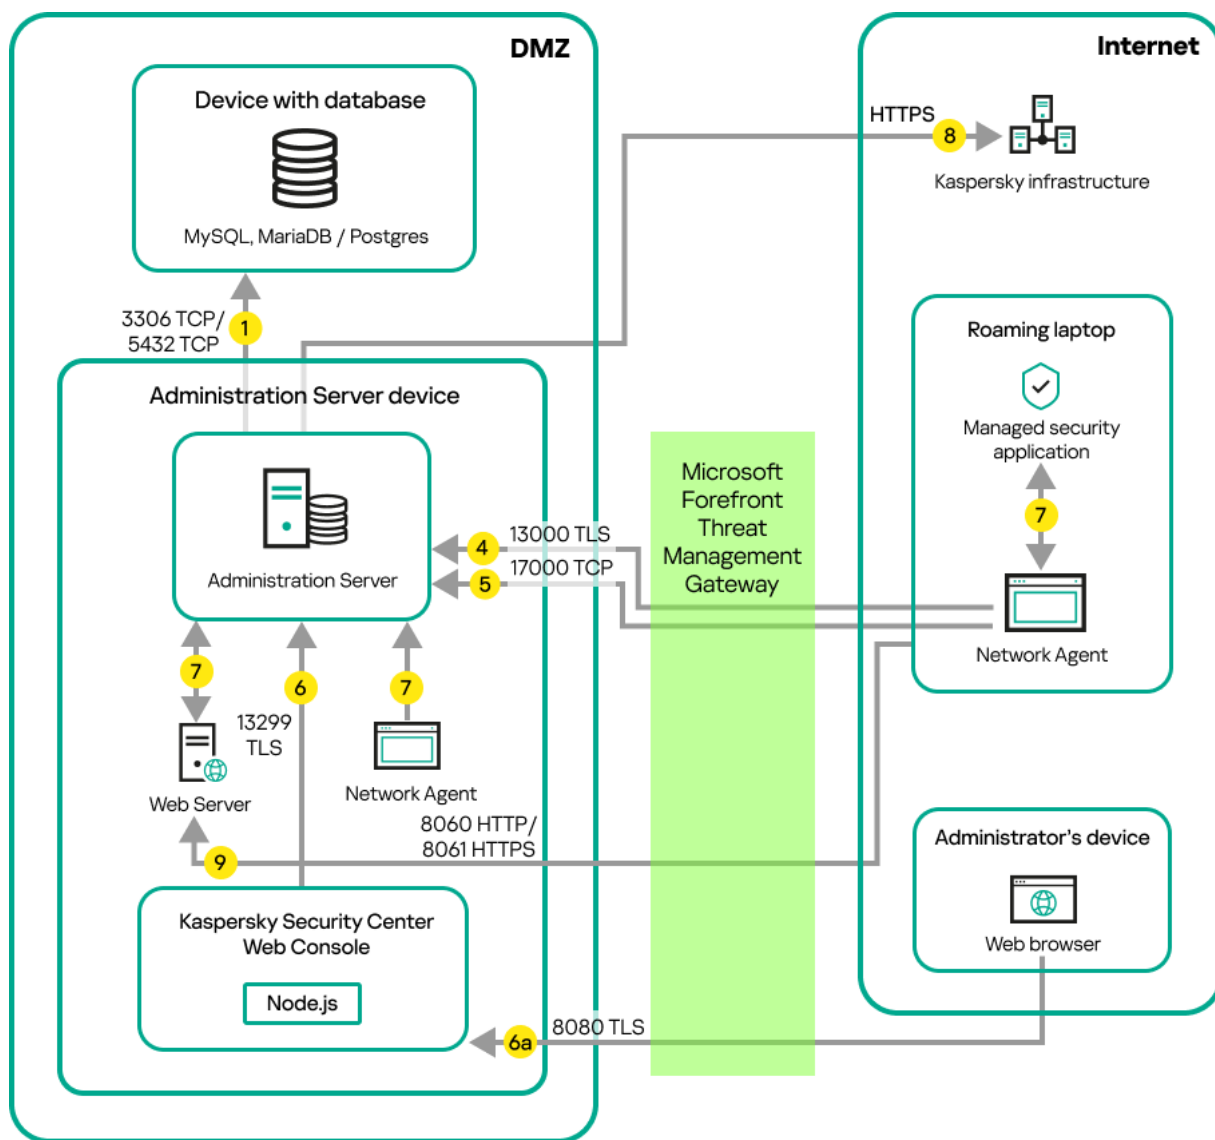 DMZ
Device with database
MySQL, MariaDB / Postgres
3306 TCP/
5432 TCP
1
Administration Server device
Administration Server
4
13000 TLS
5
17000 TCP
7
6
7
13299
TLS
Web Server
Network Agent
8060 HTTP/
8061 HTTPS
9
Kaspersky Security Center
Web Console
Node.js
6a
8080 TLS
Microsoft
Forefront
Threat
Management
Gateway
Internet
HTTPS
8
Kaspersky infrastructure
Roaming laptop
Managed security
application
7
Network Agent
Administrator's device
Web browser